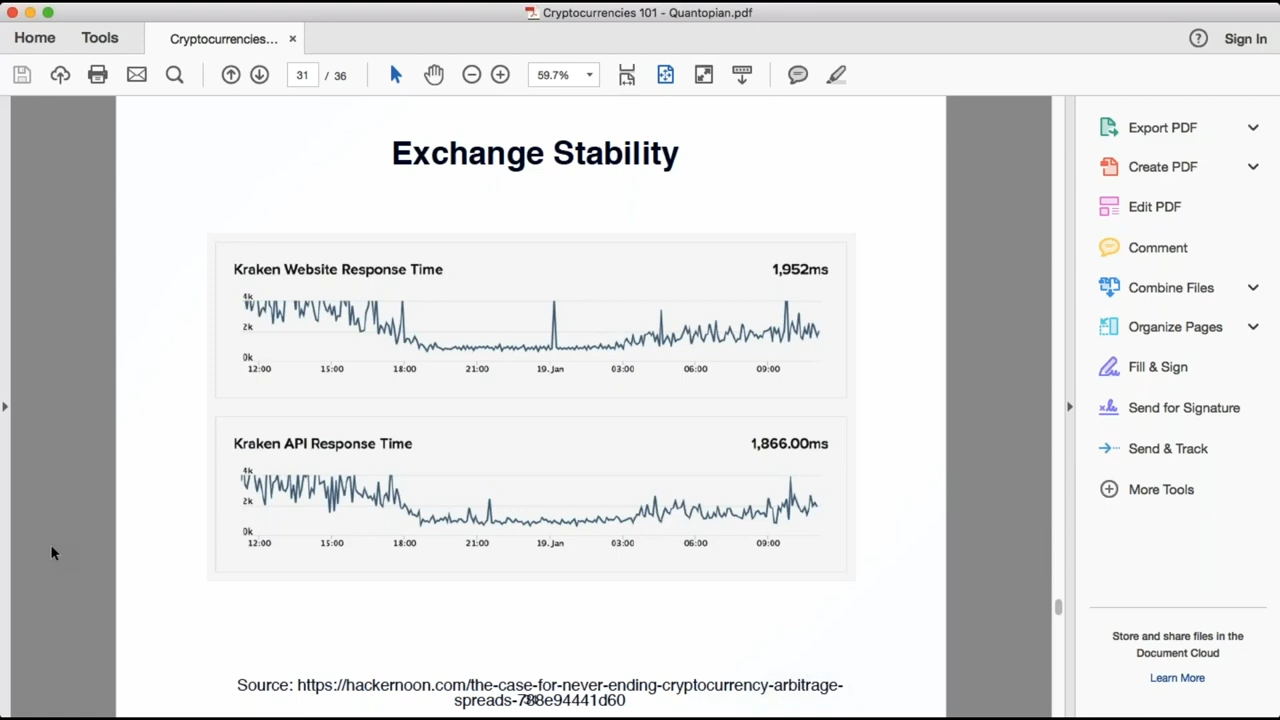 Cryptocurrencies 101 - Quantopian.pdf
Home Tools Cryptocurrencies... × ? Sign In
31 / 36 59.7%
Exchange Stability
Kraken Website Response Time 1,952ms
4k
2k
0k
12:00 15:00 18:00 21:00 19. Jan 03:00 06:00 09:00
Kraken API Response Time 1,866.00ms
4k
2k
0k
12:00 15:00 18:00 21:00 19. Jan 03:00 06:00 09:00
Source: https://hackernoon.com/the-case-for-never-ending-cryptocurrency-arbitrage-
Export PDF
Create PDF
Edit PDF
Comment
Combine Files
Organize Pages
Fill & Sign
Send for Signature
Send & Track
More Tools
Store and share files in the
Document Cloud
Learn More